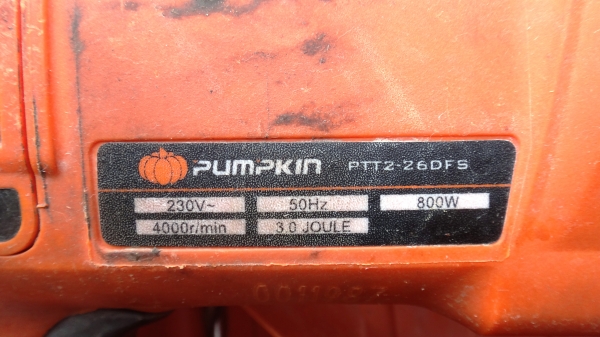 PUMPKIN PTT2-26DFS
230V~ 50Hz 800W
4000r/min 3.0 JOULE